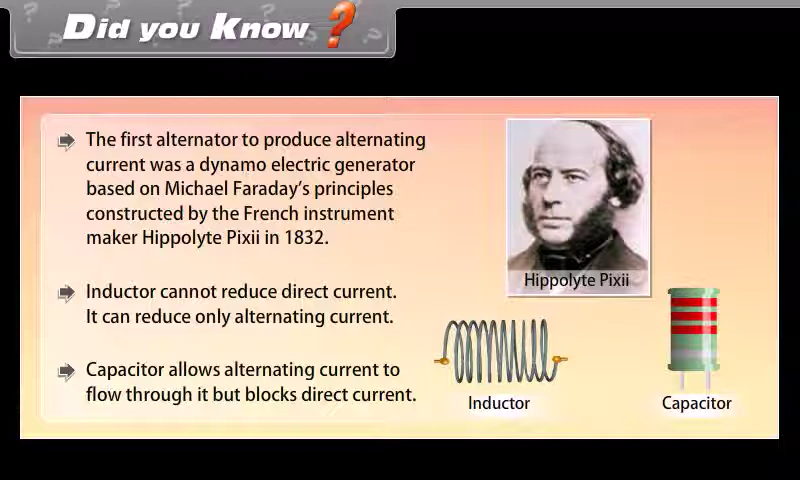 Did you Know ?
The first alternator to produce alternating
current was a dynamo electric generator
based on Michael Faraday's principles
constructed by the French instrument
maker Hippolyte Pixii in 1832.
Hippolyte Pixii
Inductor cannot reduce direct current.
It can reduce only alternating current.
Capacitor allows alternating current to
flow through it but blocks direct current.
Inductor
Capacitor